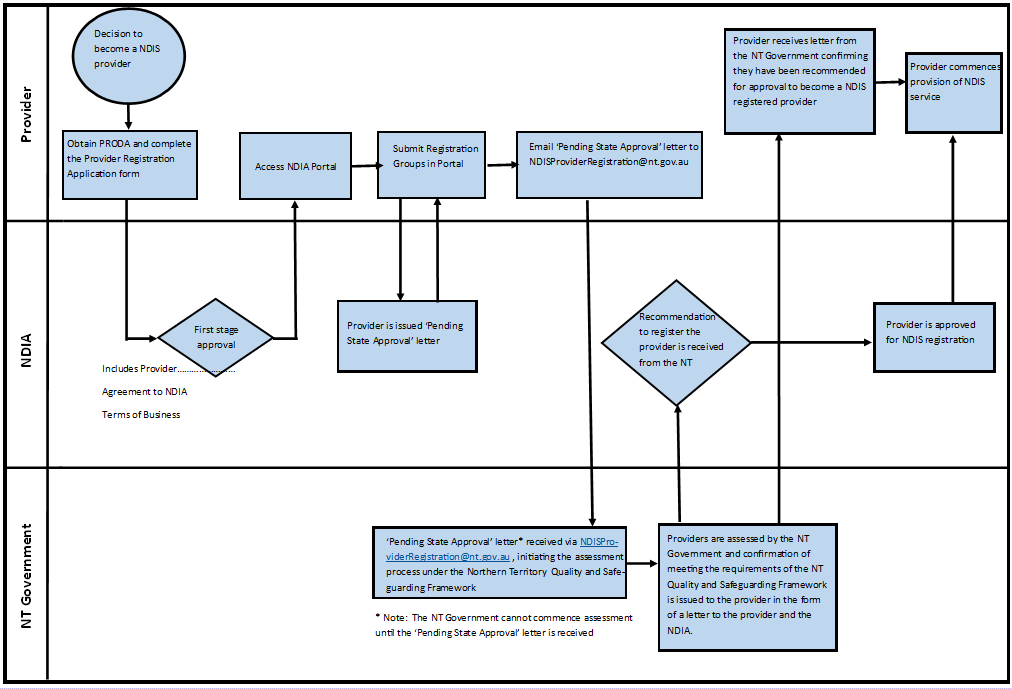 Provider
Decision to
become a NDIS
provider
Obtain PRODA and complete
the Provider Registration
Application form
Access NDIA Portal
Submit Registration
Groups in Portal
Email ‘Pending State Approval’ letter to
NDISProviderRegistration@nt.gov.au
Provider receives letter from
the NT Government confirming
they have been recommended
for approval to become a NDIS
registered provider
Provider commences
provision of NDIS
service
NDIA
First stage
approval
Includes Provider......................
Agreement to NDIA
Terms of Business
Provider is issued ‘Pending
State Approval’ letter
Recommendation
to register the
provider is received
from the NT
Provider is approved
for NDIS registration
NT Government
‘Pending State Approval’ letter* received via NDISPro-
viderRegistration@nt.gov.au , initiating the assessment
process under the Northern Territory Quality and Safe-
guarding Framework
* Note: The NT Government cannot commence assessment
until the ‘Pending State Approval’ letter is received
Providers are assessed by the NT
Government and confirmation of
meeting the requirements of the NT
Quality and Safeguarding Framework
is issued to the provider in the form
of a letter to the provider and the
NDIA.